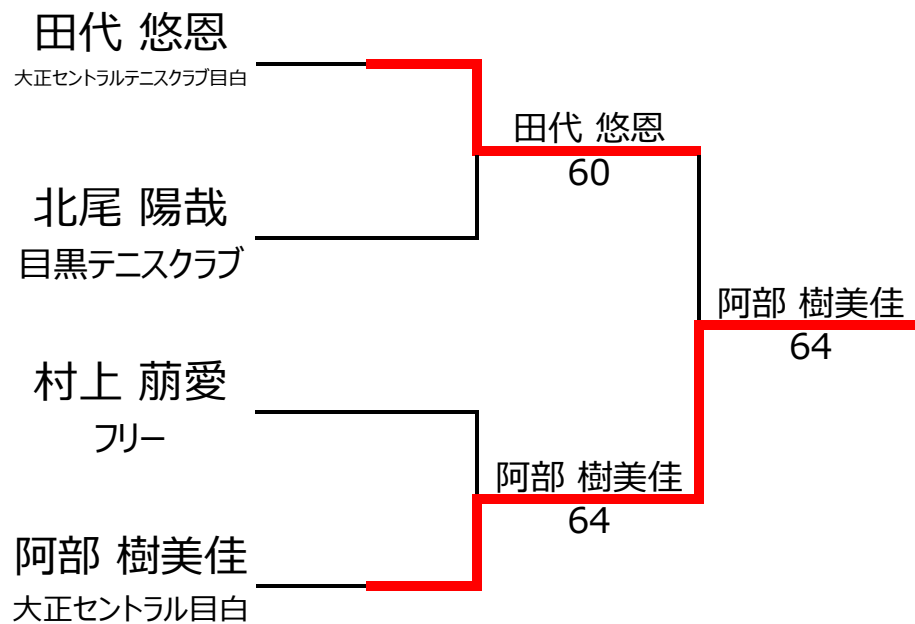 田代 悠恩
大正セントラルテニスクラブ目白
田代 悠恩
60
北尾 陽哉
目黒テニスクラブ
阿部 樹美佳
64
村上 萠愛
フリー
阿部 樹美佳
64
阿部 樹美佳
大正セントラル目白